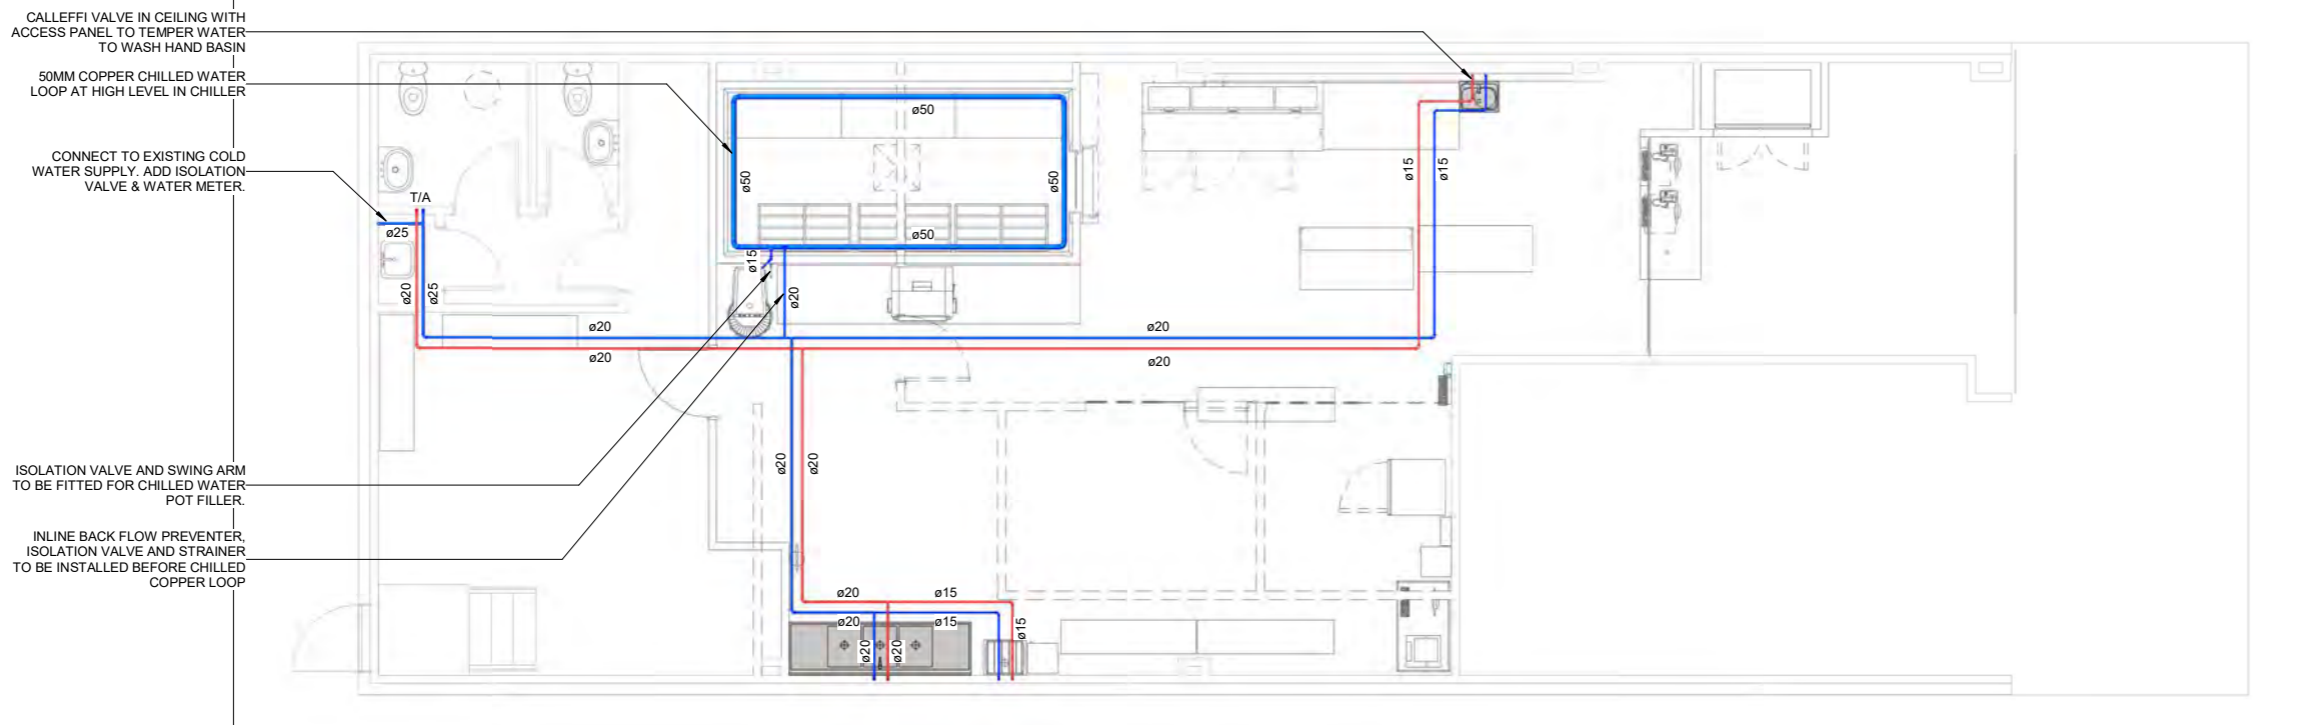 CALLEFFI VALVE IN CEILING WITH
ACCESS PANEL TO TEMPER WATER
TO WASH HAND BASIN
50MM COPPER CHILLED WATER
LOOP AT HIGH LEVEL IN CHILLER
CONNECT TO EXISTING COLD
WATER SUPPLY. ADD ISOLATION
VALVE & WATER METER.
ISOLATION VALVE AND SWING ARM
TO BE FITTED FOR CHILLED WATER
POT FILLER.
INLINE BACK FLOW PREVENTER,
ISOLATION VALVE AND STRAINER
TO BE INSTALLED BEFORE CHILLED
COPPER LOOP
T/A
ø25
ø20
ø25
ø50
ø50
ø50
ø50
ø15
ø20
ø15
ø15
ø20
ø20
ø20
ø20
ø20
ø20
ø20
ø15
ø20
ø15
ø20
ø20
ø15